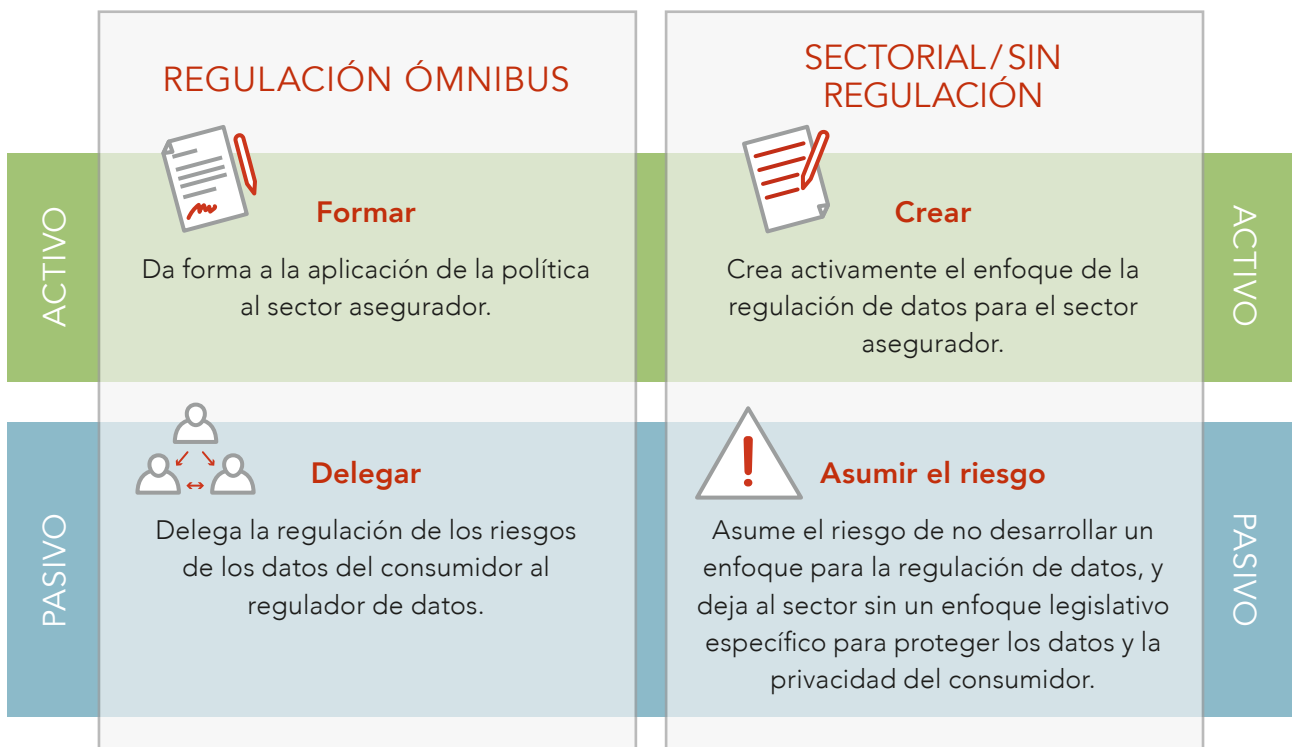 REGULACIÓN ÓMNIBUS
SECTORIAL/SIN
REGULACIÓN
ACTIVO
Formar
Da forma a la aplicación de la política
al sector asegurador.
Crear
Crea activamente el enfoque de la
regulación de datos para el sector
asegurador.
ACTIVO
PASIVO
Delegar
Delega la regulación de los riesgos
de los datos del consumidor al
regulador de datos.
Asumir el riesgo
Asume el riesgo de no desarrollar un
enfoque para la regulación de datos, y
deja al sector sin un enfoque legislativo
específico para proteger los datos y la
privacidad del consumidor.
PASIVO